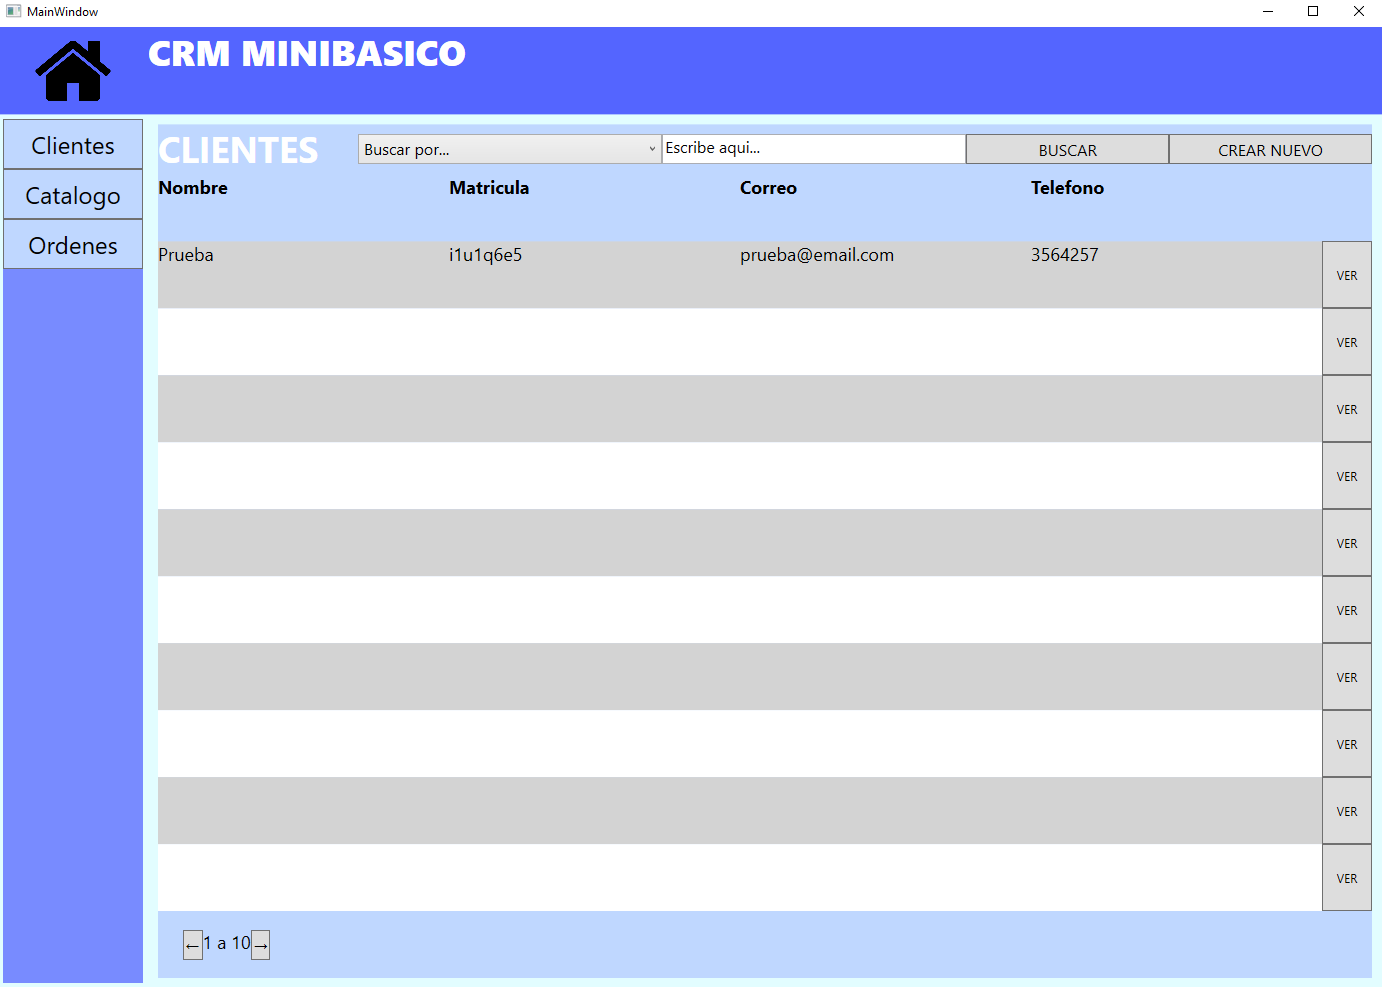 MainWindow
CRM MINIBASICO
Clientes
Catalogo
Ordenes
CLIENTES
Buscar por...
Escribe aqui...
BUSCAR
CREAR NUEVO
Nombre Matricula Correo Telefono
Prueba i1u1q6e5 prueba@email.com 3564257 VER
VER
VER
VER
VER
VER
VER
VER
VER
VER
←1 a 10→